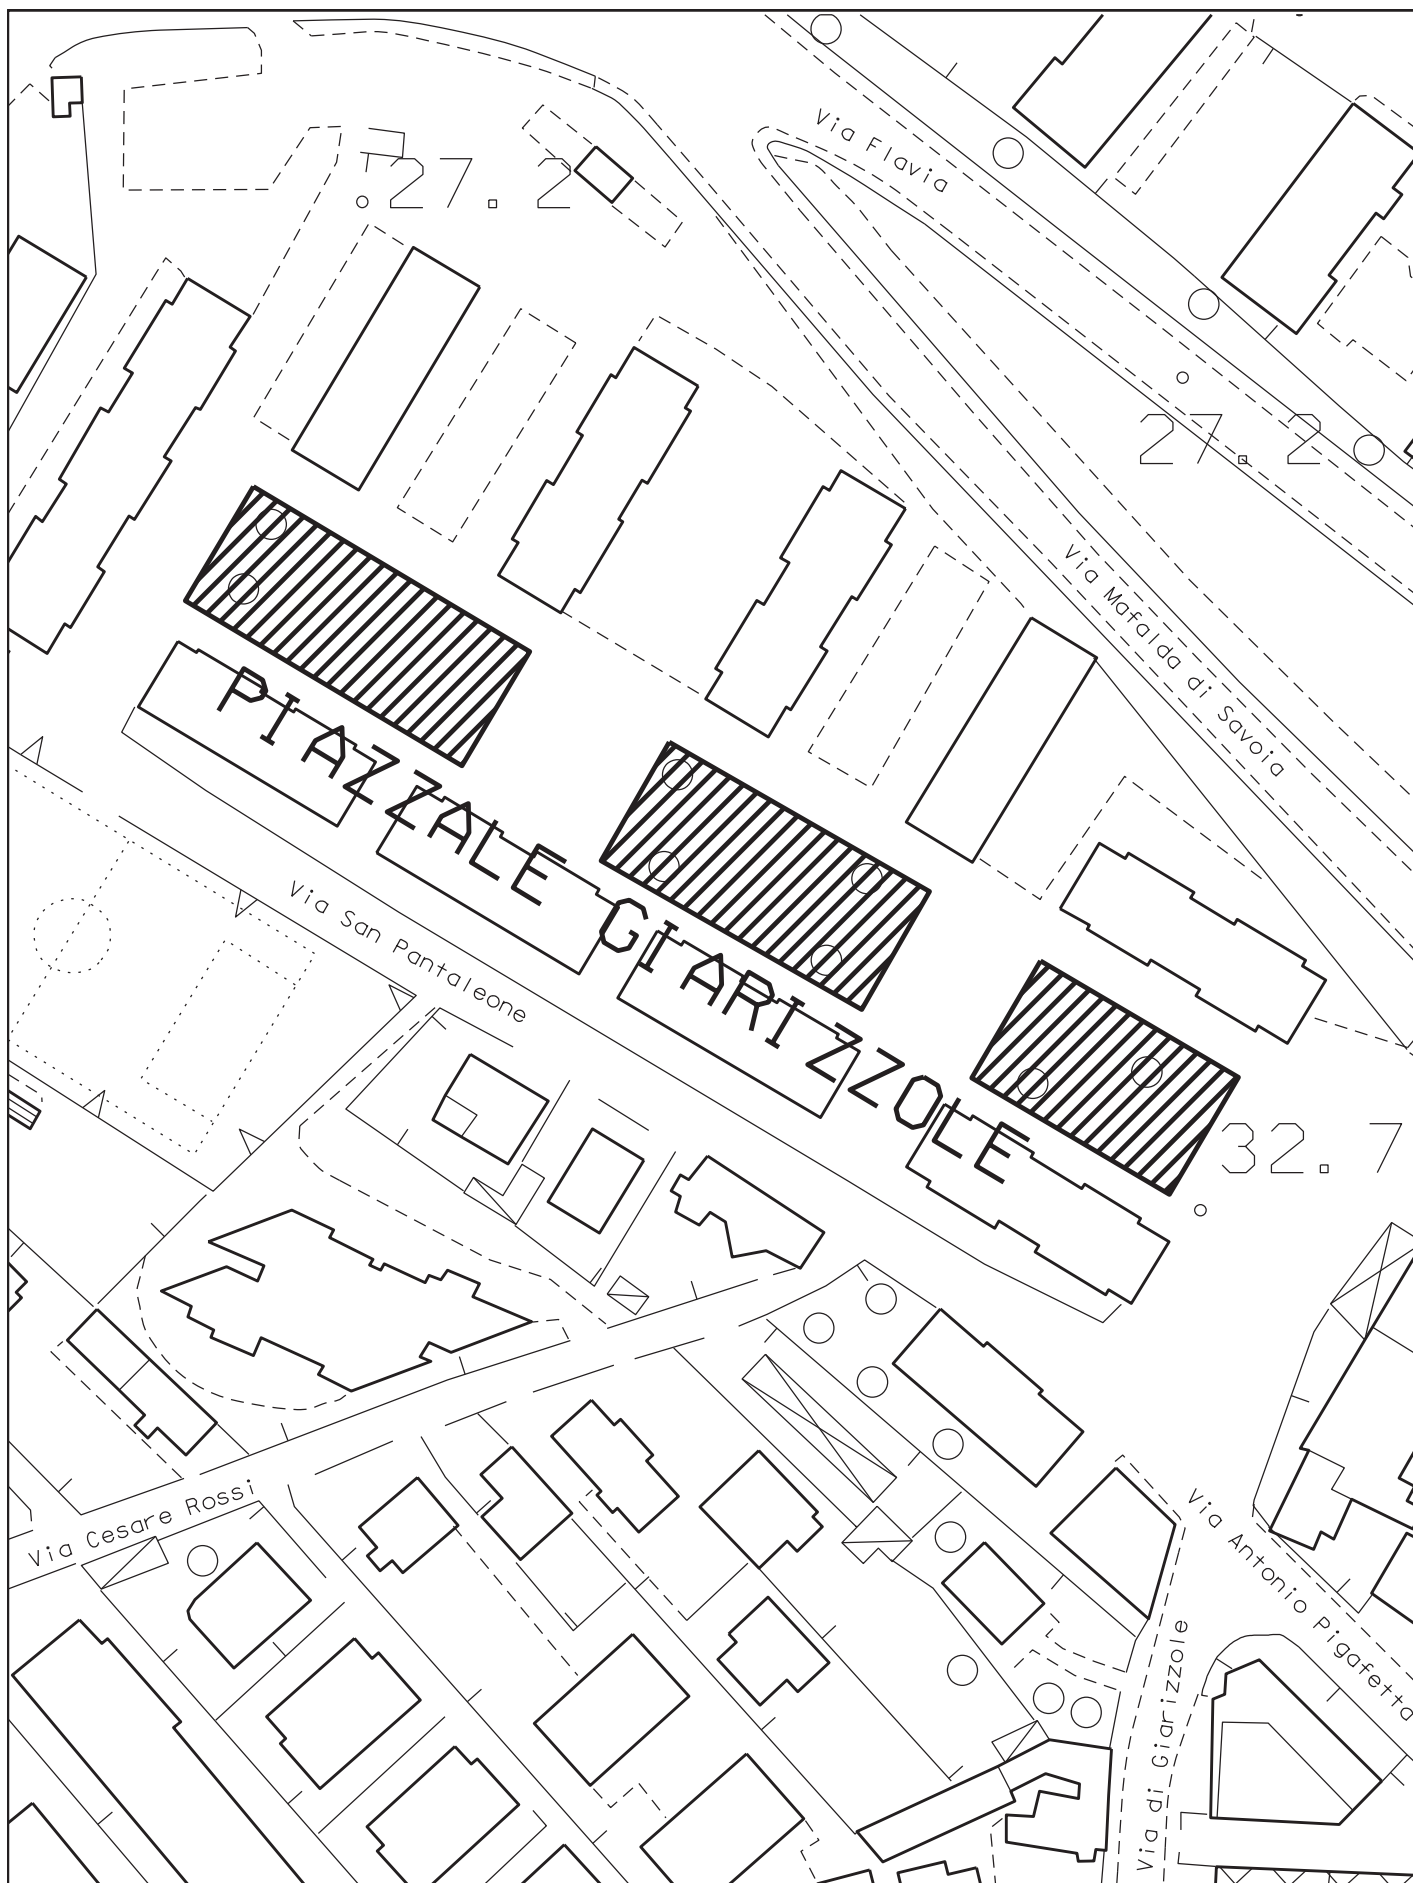 Via Flavia
27. 2
27. 2
Via Mafalda di Savoia
PIAZZALE GIARIZZOLE
Via San Pantaleone
32. 7
Via Cesare Rossi
Via Antonio Pigafetta
Via di Giarizzole